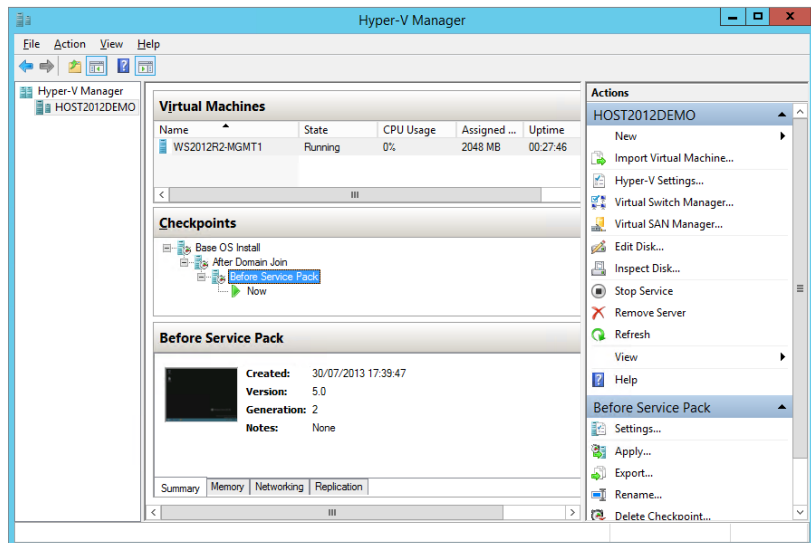 Hyper-V Manager
File Action View Help
Hyper-V Manager
HOST2012DEMO
Virtual Machines
Name State CPU Usage Assigned ... Uptime
WS2012R2-MGMT1 Running 0% 2048 MB 00:27:46
Checkpoints
Base OS Install
After Domain Join
Before Service Pack
Now
Before Service Pack
Created: 30/07/2013 17:39:47
Version: 5.0
Generation: 2
Notes: None
Summary Memory Networking Replication
Actions
HOST2012DEMO
New
Import Virtual Machine...
Hyper-V Settings...
Virtual Switch Manager...
Virtual SAN Manager...
Edit Disk...
Inspect Disk...
Stop Service
Remove Server
Refresh
View
Help
Before Service Pack
Settings...
Apply...
Export...
Rename...
Delete Checkpoint...